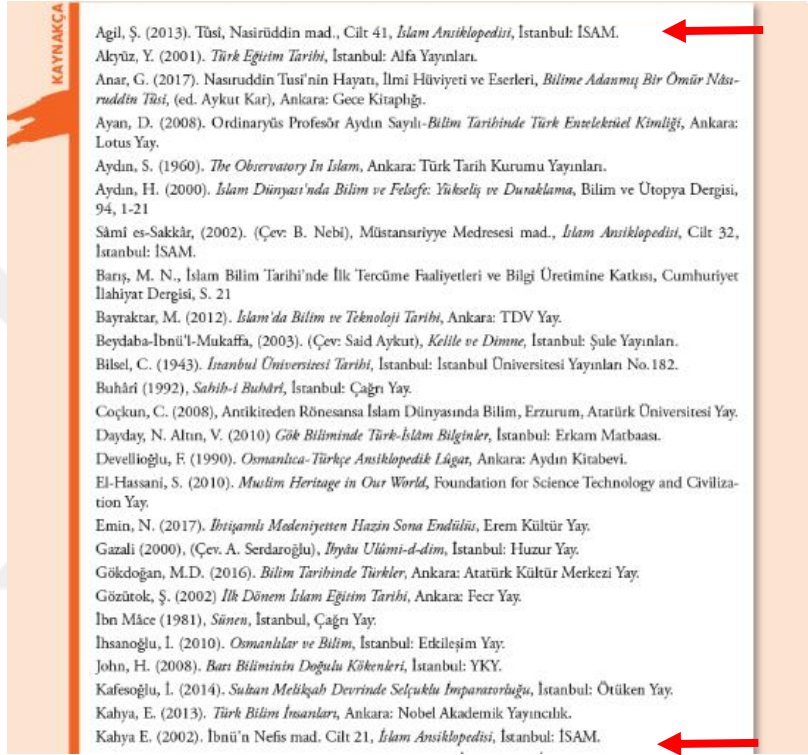 KAYNAKÇA
Agil, Ş. (2013). Tûsi, Nasirüddin mad., Cilt 41, İslam Ansiklopedisi, İstanbul: İSAM.
Akyüz, Y. (2001). Türk Eğitim Tarihi, İstanbul: Alfa Yayınları.
Anar, G. (2017). Nasıruddin Tusi'nin Hayatı, İlmi Hüviyeti ve Eserleri, Bilime Adanmış Bir Ömür Nâsı-
ruddin Tûsi, (ed. Aykut Kar), Ankara: Gece Kitaplığı.
Ayan, D. (2008). Ordinaryüs Profesör Aydın Sayılı-Bilim Tarihinde Türk Entelektüel Kimliği, Ankara:
Lotus Yay.
Aydın, S. (1960). The Observatory In Islam, Ankara: Türk Tarih Kurumu Yayınları.
Aydın, H. (2000). İslam Dünyası'nda Bilim ve Felsefe: Yükseliş ve Duraklama, Bilim ve Ütopya Dergisi,
94, 1-21
Sâmî es-Sakkâr, (2002). (Çev: B. Nebi), Müstansıriyye Medresesi mad., İslam Ansiklopedisi, Cilt 32,
İstanbul: İSAM.
Barış, M. N., İslam Bilim Tarihi'nde İlk Tercüme Faaliyetleri ve Bilgi Üretimine Katkısı, Cumhuriyet
İlahiyat Dergisi, S. 21
Bayraktar, M. (2012). İslam'da Bilim ve Teknoloji Tarihi, Ankara: TDV Yay.
Beydaba-İbnü'l-Mukaffa, (2003). (Çev: Said Aykut), Kelile ve Dimne, İstanbul: Şule Yayınları.
Bilsel, C. (1943). İstanbul Üniversitesi Tarihi, İstanbul: İstanbul Üniversitesi Yayınları No.182.
Buhârî (1992), Sahih-i Buhârî, İstanbul: Çağrı Yay.
Coçkun, C. (2008), Antikiteden Rönesansa İslam Dünyasında Bilim, Erzurum, Atatürk Üniversitesi Yay.
Dayday, N. Altın, V. (2010) Gök Biliminde Türk-İslâm Bilginler, İstanbul: Erkam Matbaası.
Devellioğlu, F. (1990). Osmanlıca-Türkçe Ansiklopedik Lûgat, Ankara: Aydın Kitabevi.
El-Hassani, S. (2010). Muslim Heritage in Our World, Foundation for Science Technology and Civiliza-
tion Yay.
Emin, N. (2017). İhtişamlı Medeniyetten Hazin Sona Endülüs, Erem Kültür Yay.
Gazali (2000), (Çev. A. Serdaroğlu), İhyâu Ulûmi-d-dim, İstanbul: Huzur Yay.
Gökdoğan, M.D. (2016). Bilim Tarihinde Türkler, Ankara: Atatürk Kültür Merkezi Yay.
Gözütok, Ş. (2002) İlk Dönem İslam Eğitim Tarihi, Ankara: Fecr Yay.
İbn Mâce (1981), Sünen, İstanbul, Çağrı Yay.
İhsanoğlu, İ. (2010). Osmanlılar ve Bilim, İstanbul: Etkileşim Yay.
John, H. (2008). Batı Biliminin Doğulu Kökenleri, İstanbul: YKY.
Kafesoğlu, İ. (2014). Sultan Melikşah Devrinde Selçuklu İmparatorluğu, İstanbul: Ötüken Yay.
Kahya, E. (2013). Türk Bilim İnsanları, Ankara: Nobel Akademik Yayıncılık.
Kahya E. (2002). İbnü'n Nefis mad. Cilt 21, İslam Ansiklopedisi, İstanbul: İSAM.